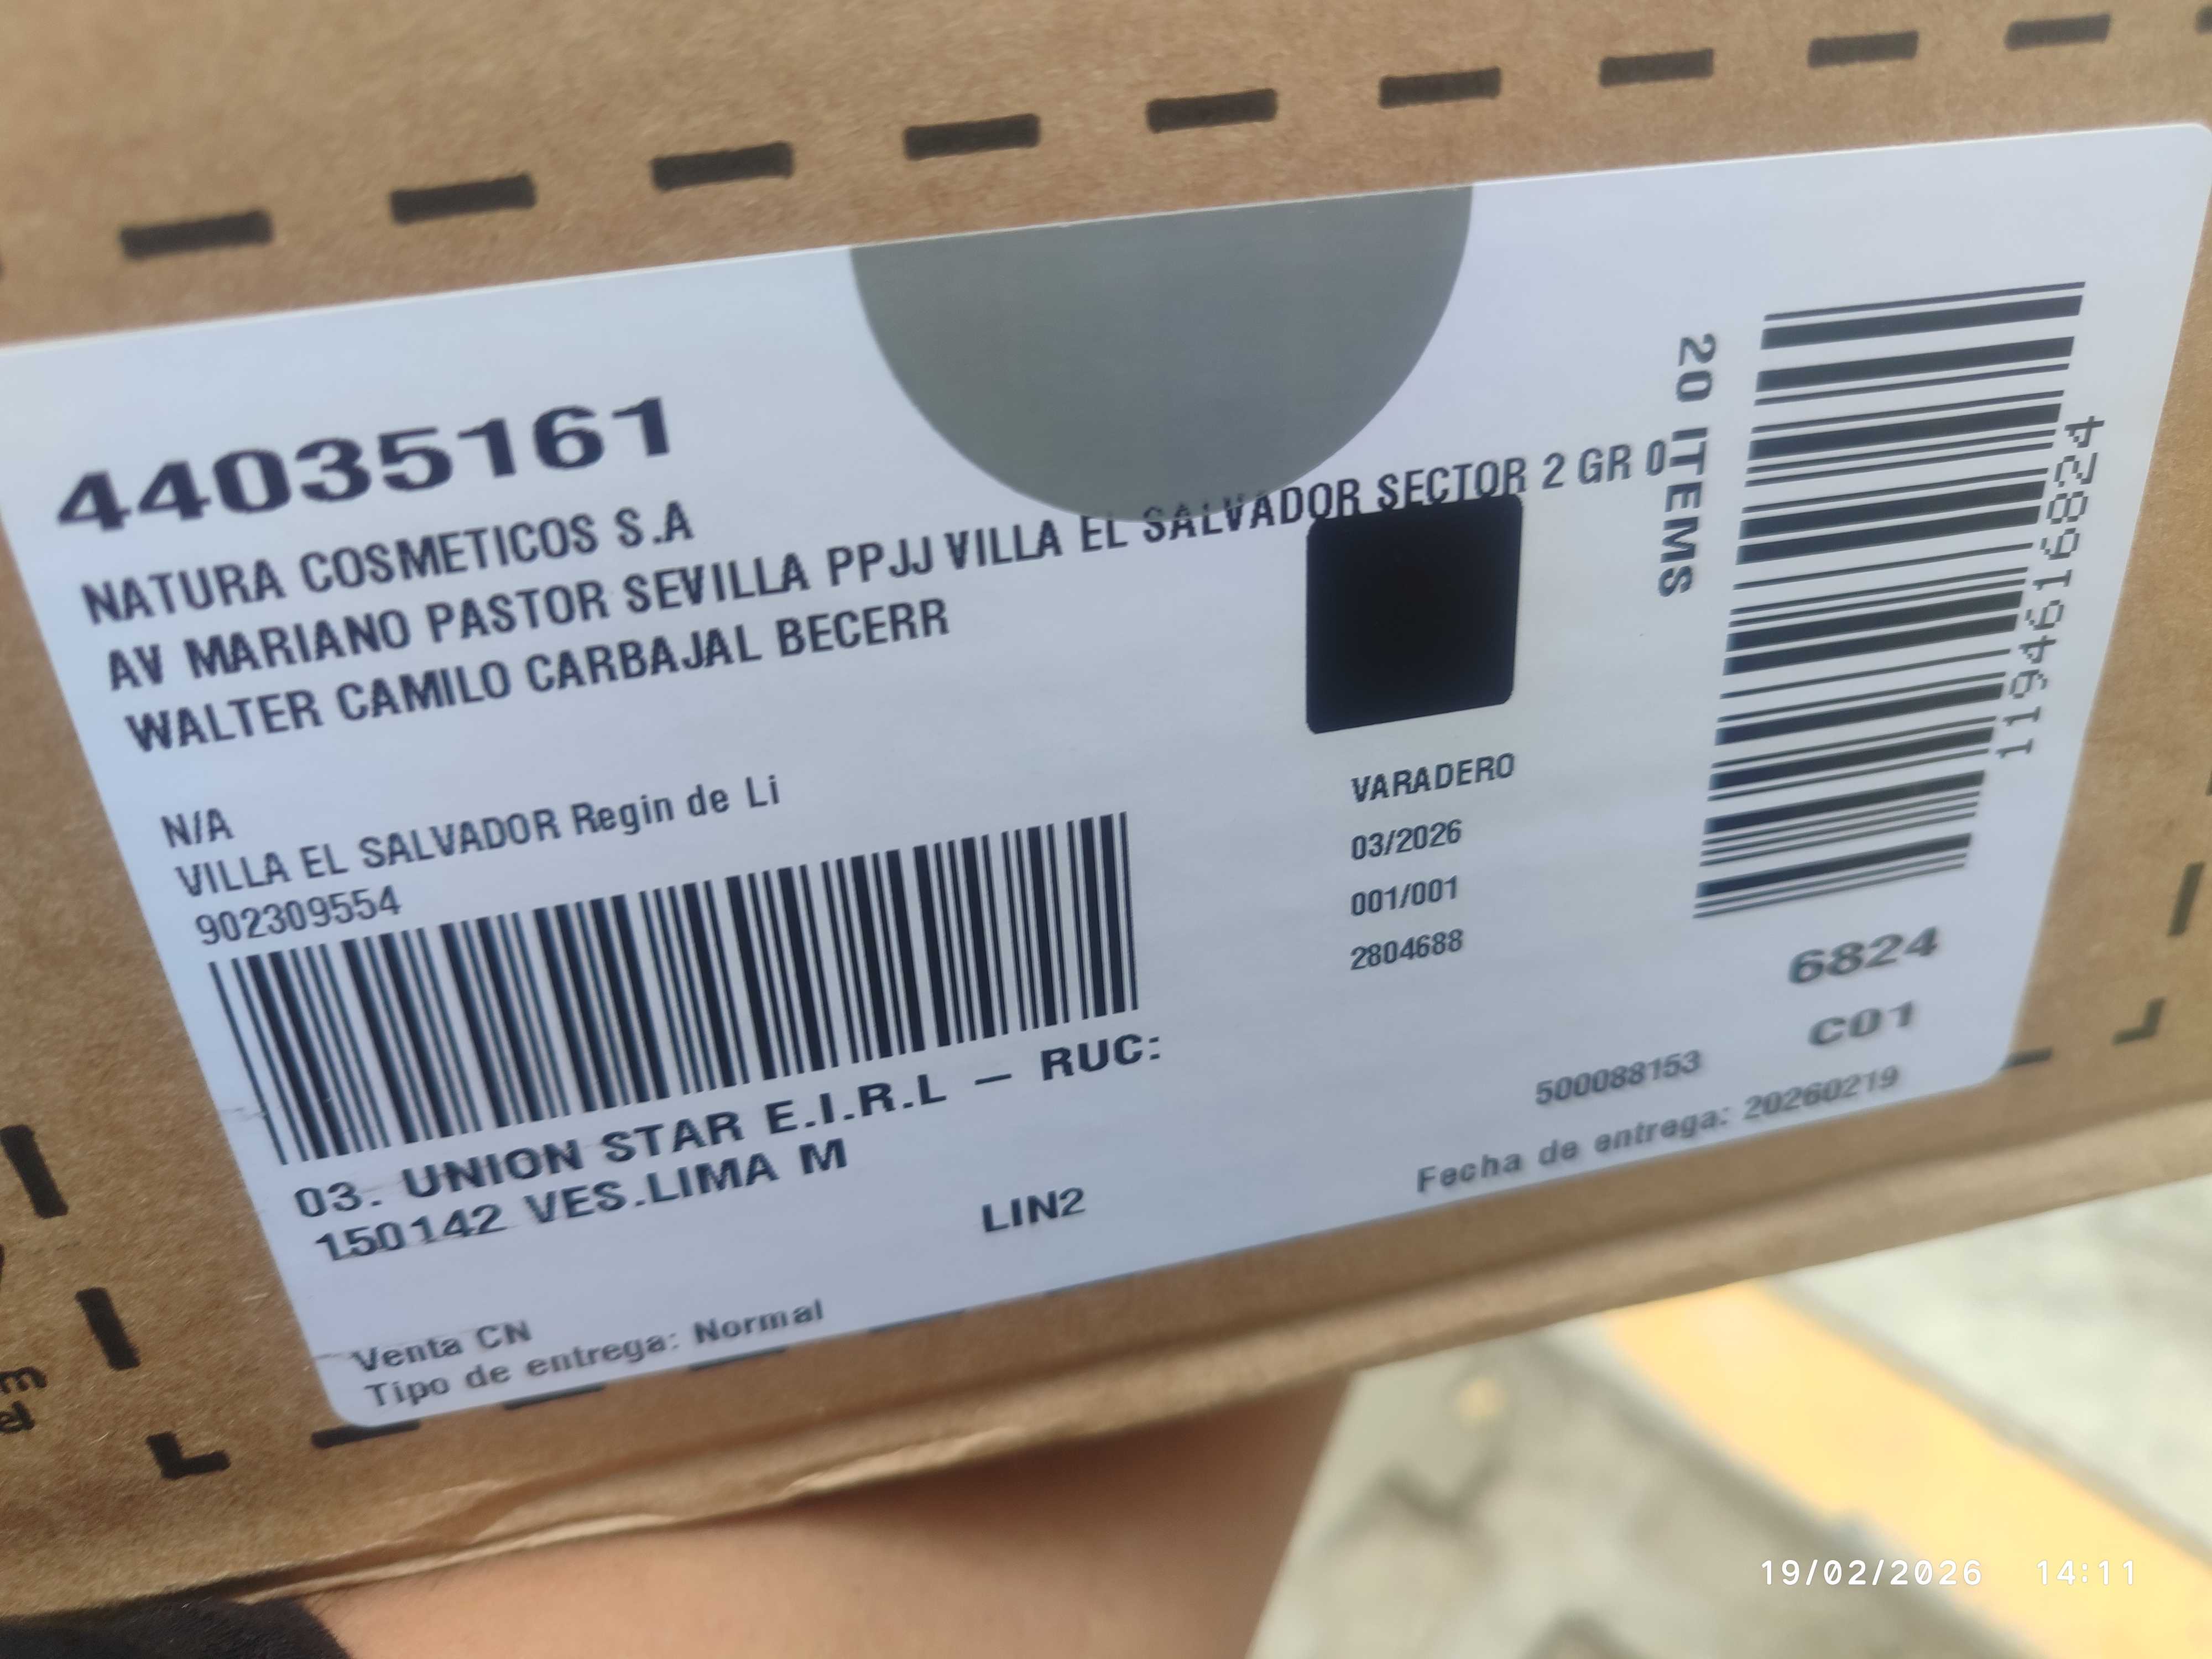 44035161
NATURA COSMETICOS S.A
AV MARIANO PASTOR SEVILLA PPJJ VILLA EL SALVADOR SECTOR 2 GR 0
WALTER CAMILO CARBAJAL BECERR
N/A
VILLA EL SALVADOR Regin de Li
902309554
03. UNION STAR E.I.R.L – RUC:
150142 VES.LIMA M
LIN2
Venta CN
Tipo de entrega: Normal
VARADERO
03/2026
001/001
2804688
20 ITEMS
11946196824
6824
C01
500088153
Fecha de entrega: 20260219
m
el
19/02/2026 14:11